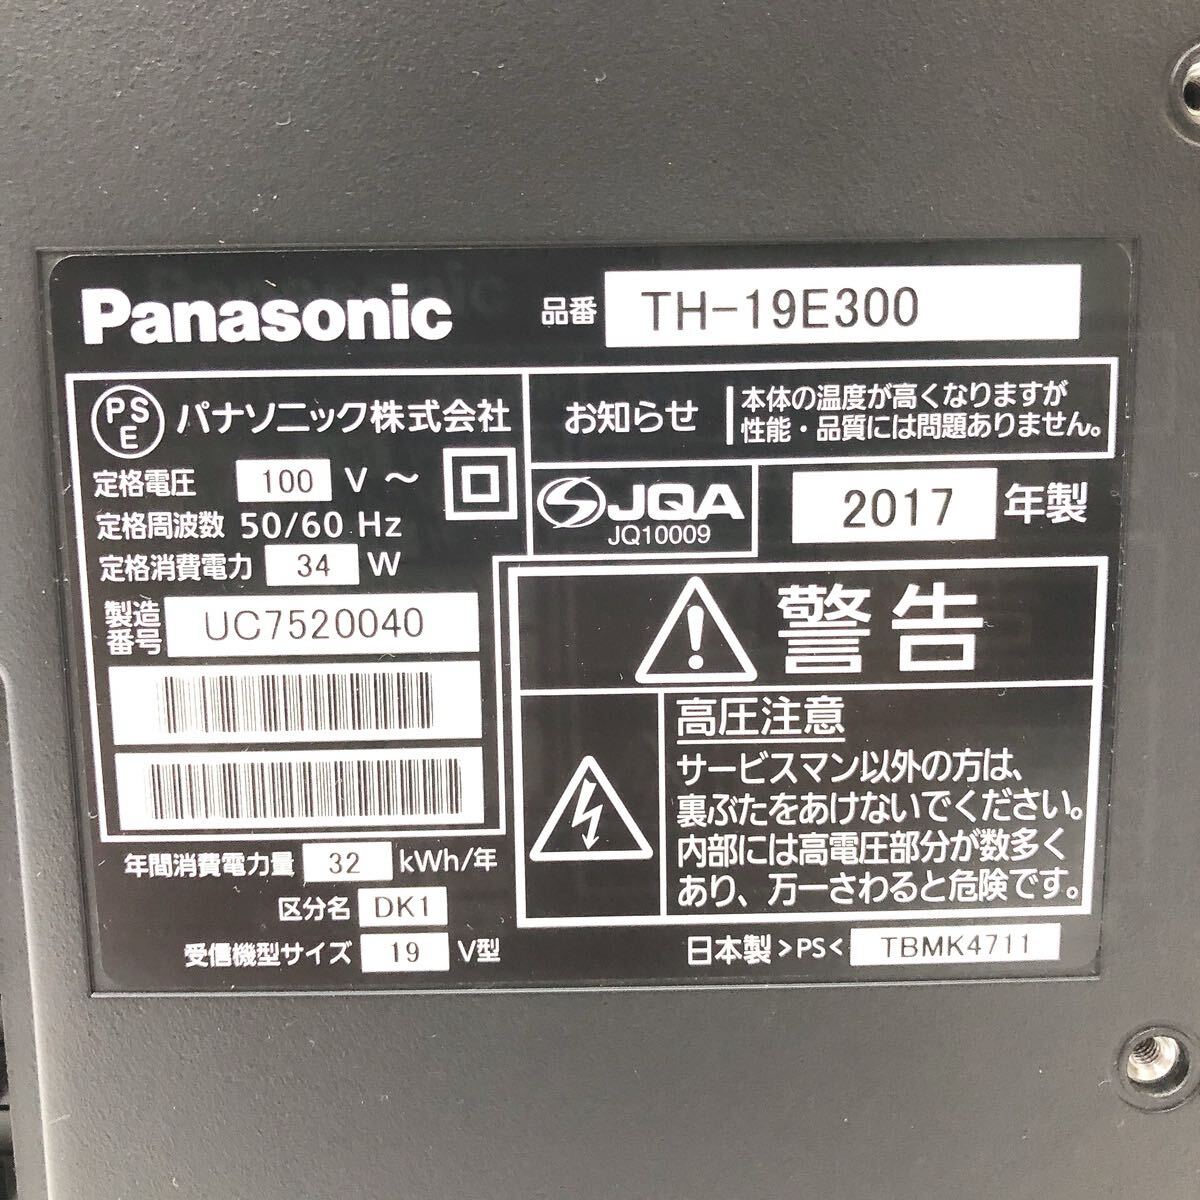 Panasonic
品番 TH-19E300
PS E パナソニック株式会社
定格電圧 100 V ～
定格周波数 50/60 Hz
定格消費電力 34 W
製造番号 UC7520040
年間消費電力量 32 kWh/年
区分名 DK1
受信機型サイズ 19 V型
お知らせ
本体の温度が高くなりますが
性能・品質には問題ありません。
JQA
JQ10009
2017 年製
警告
高圧注意
サービスマン以外の方は、
裏ぶたをあけないでください。
内部には高電圧部分が数多く
あり、万一さわると危険です。
日本製 >PS< TBMK4711